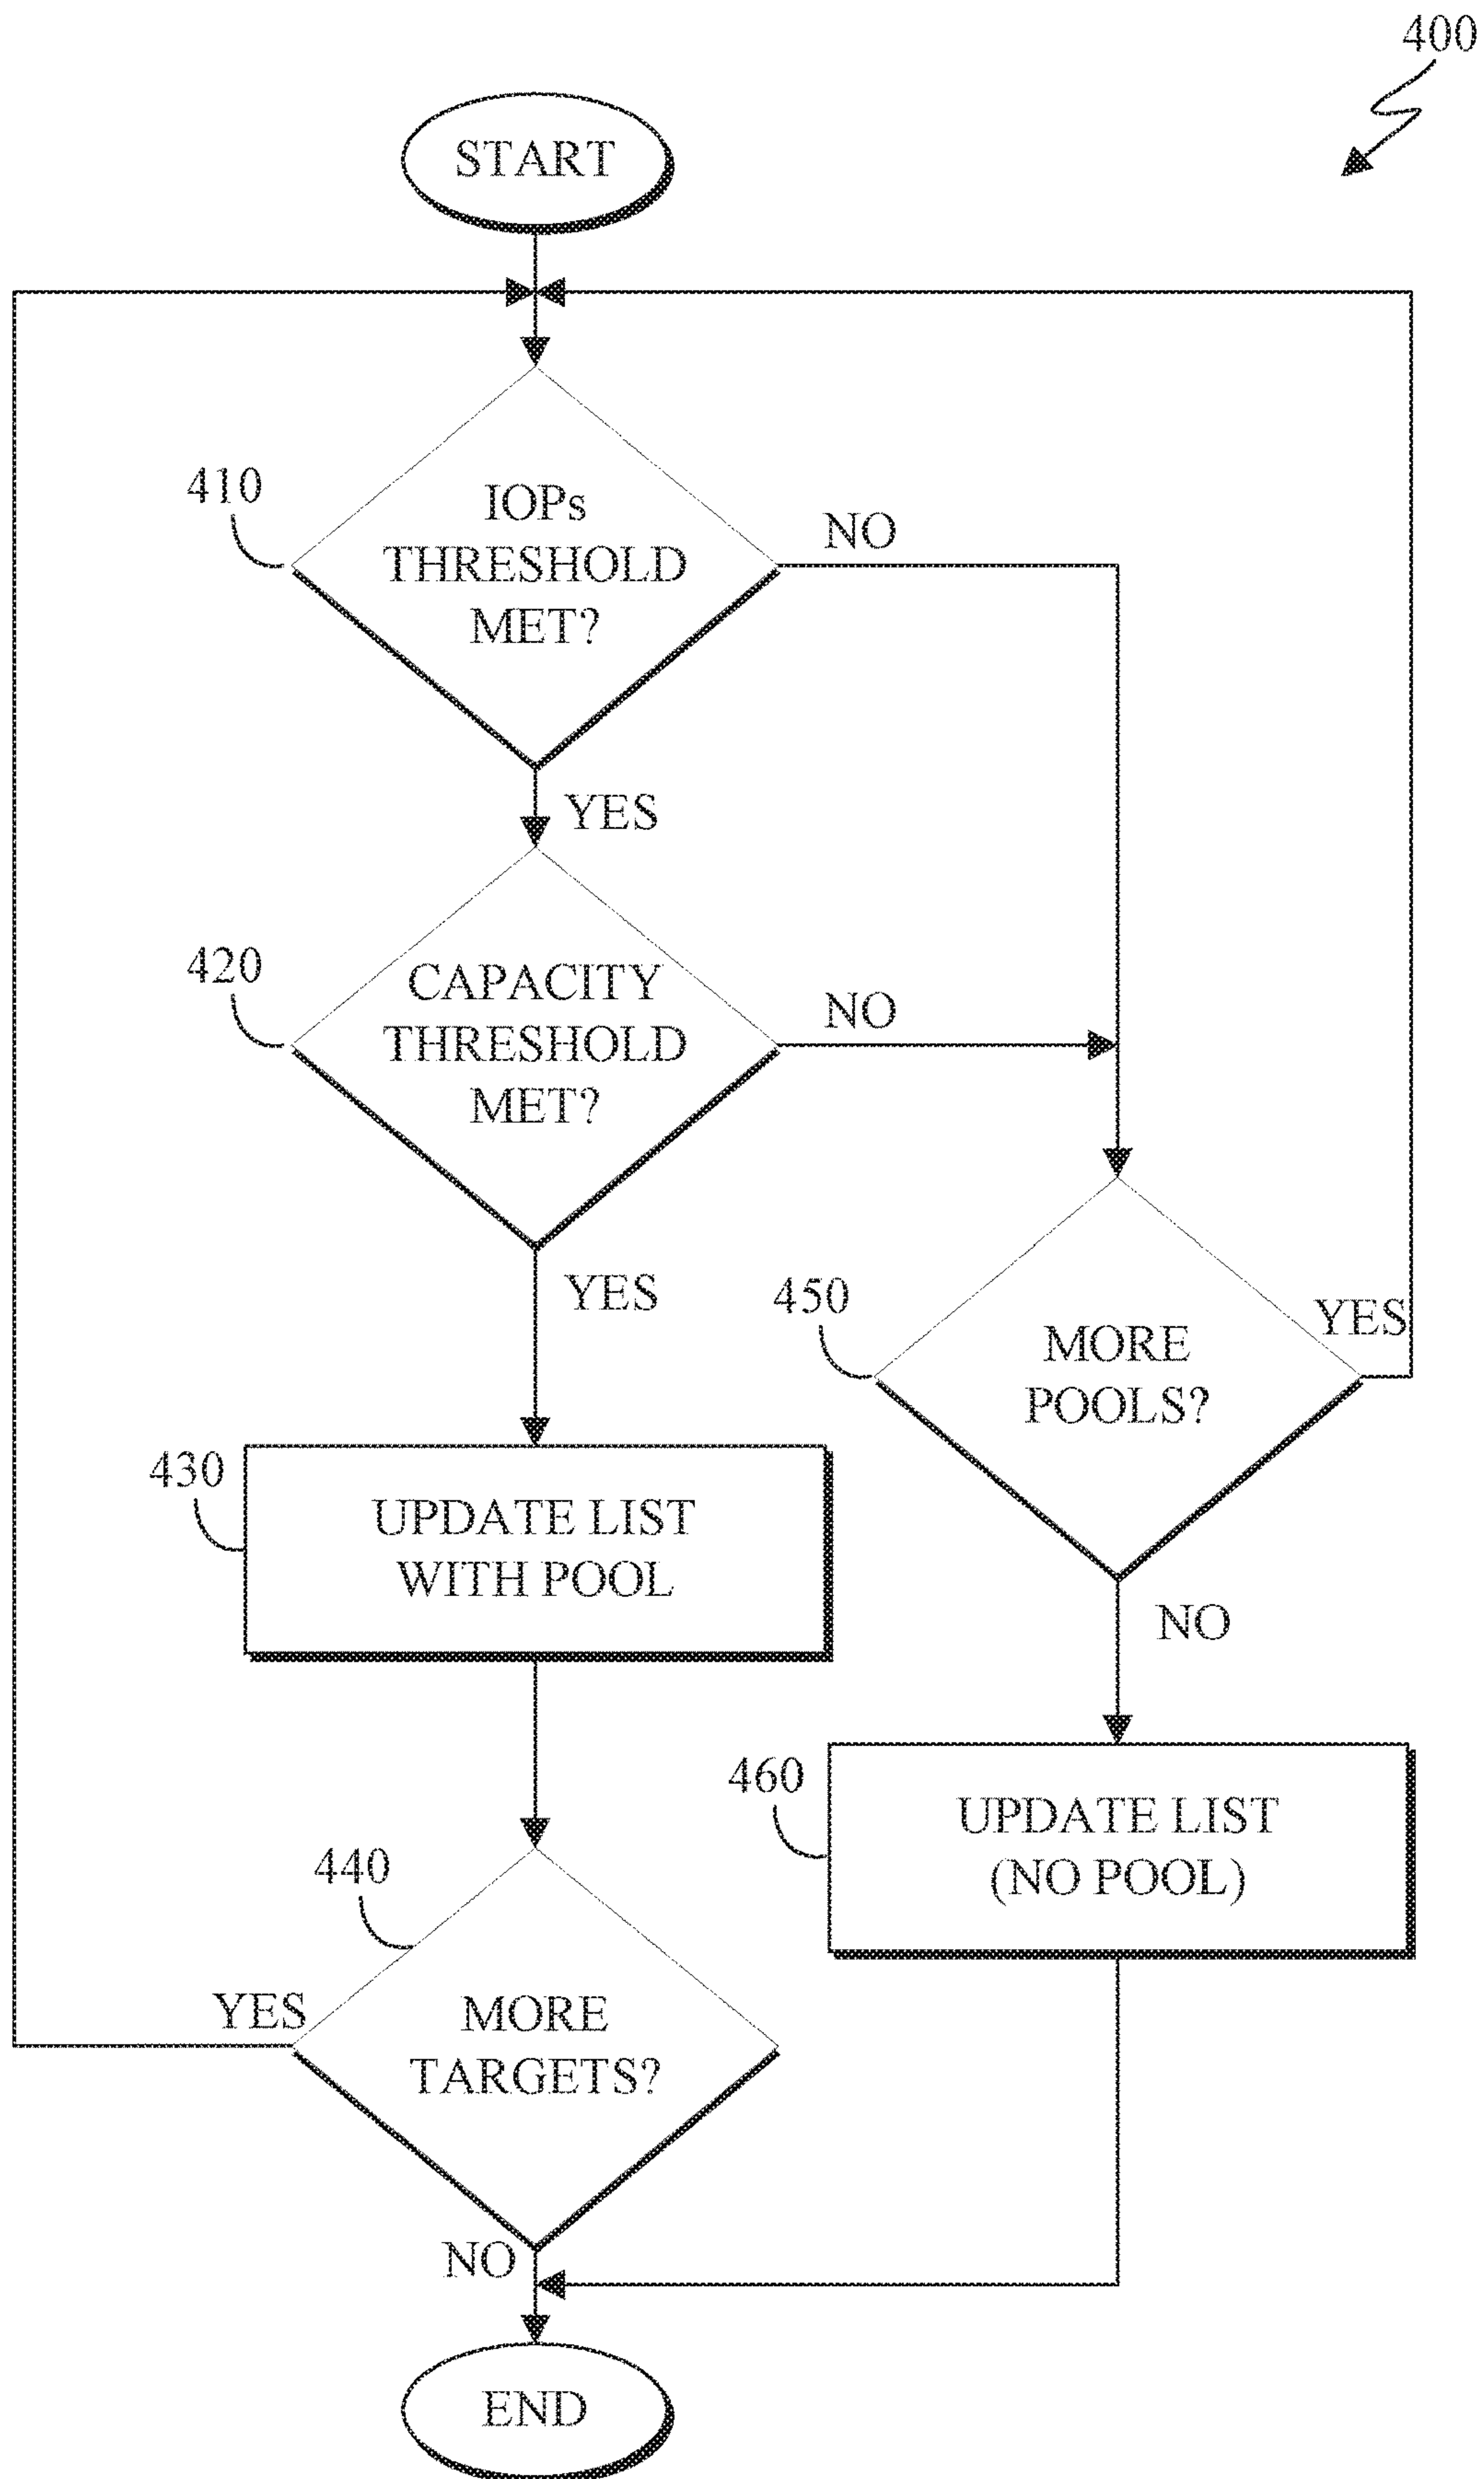 400
START
410
IOPs
THRESHOLD
MET?
NO
YES
420
CAPACITY
THRESHOLD
MET?
NO
YES
450
MORE
POOLS?
YES
430
UPDATE LIST
WITH POOL
NO
460
UPDATE LIST
(NO POOL)
440
MORE
TARGETS?
YES
NO
END